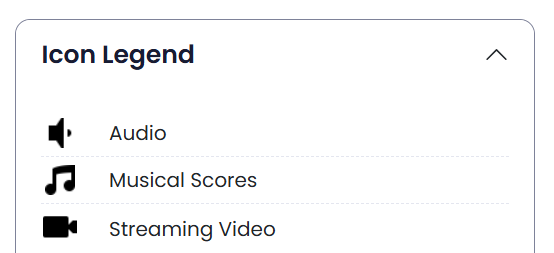 Icon Legend
Audio
Musical Scores
Streaming Video